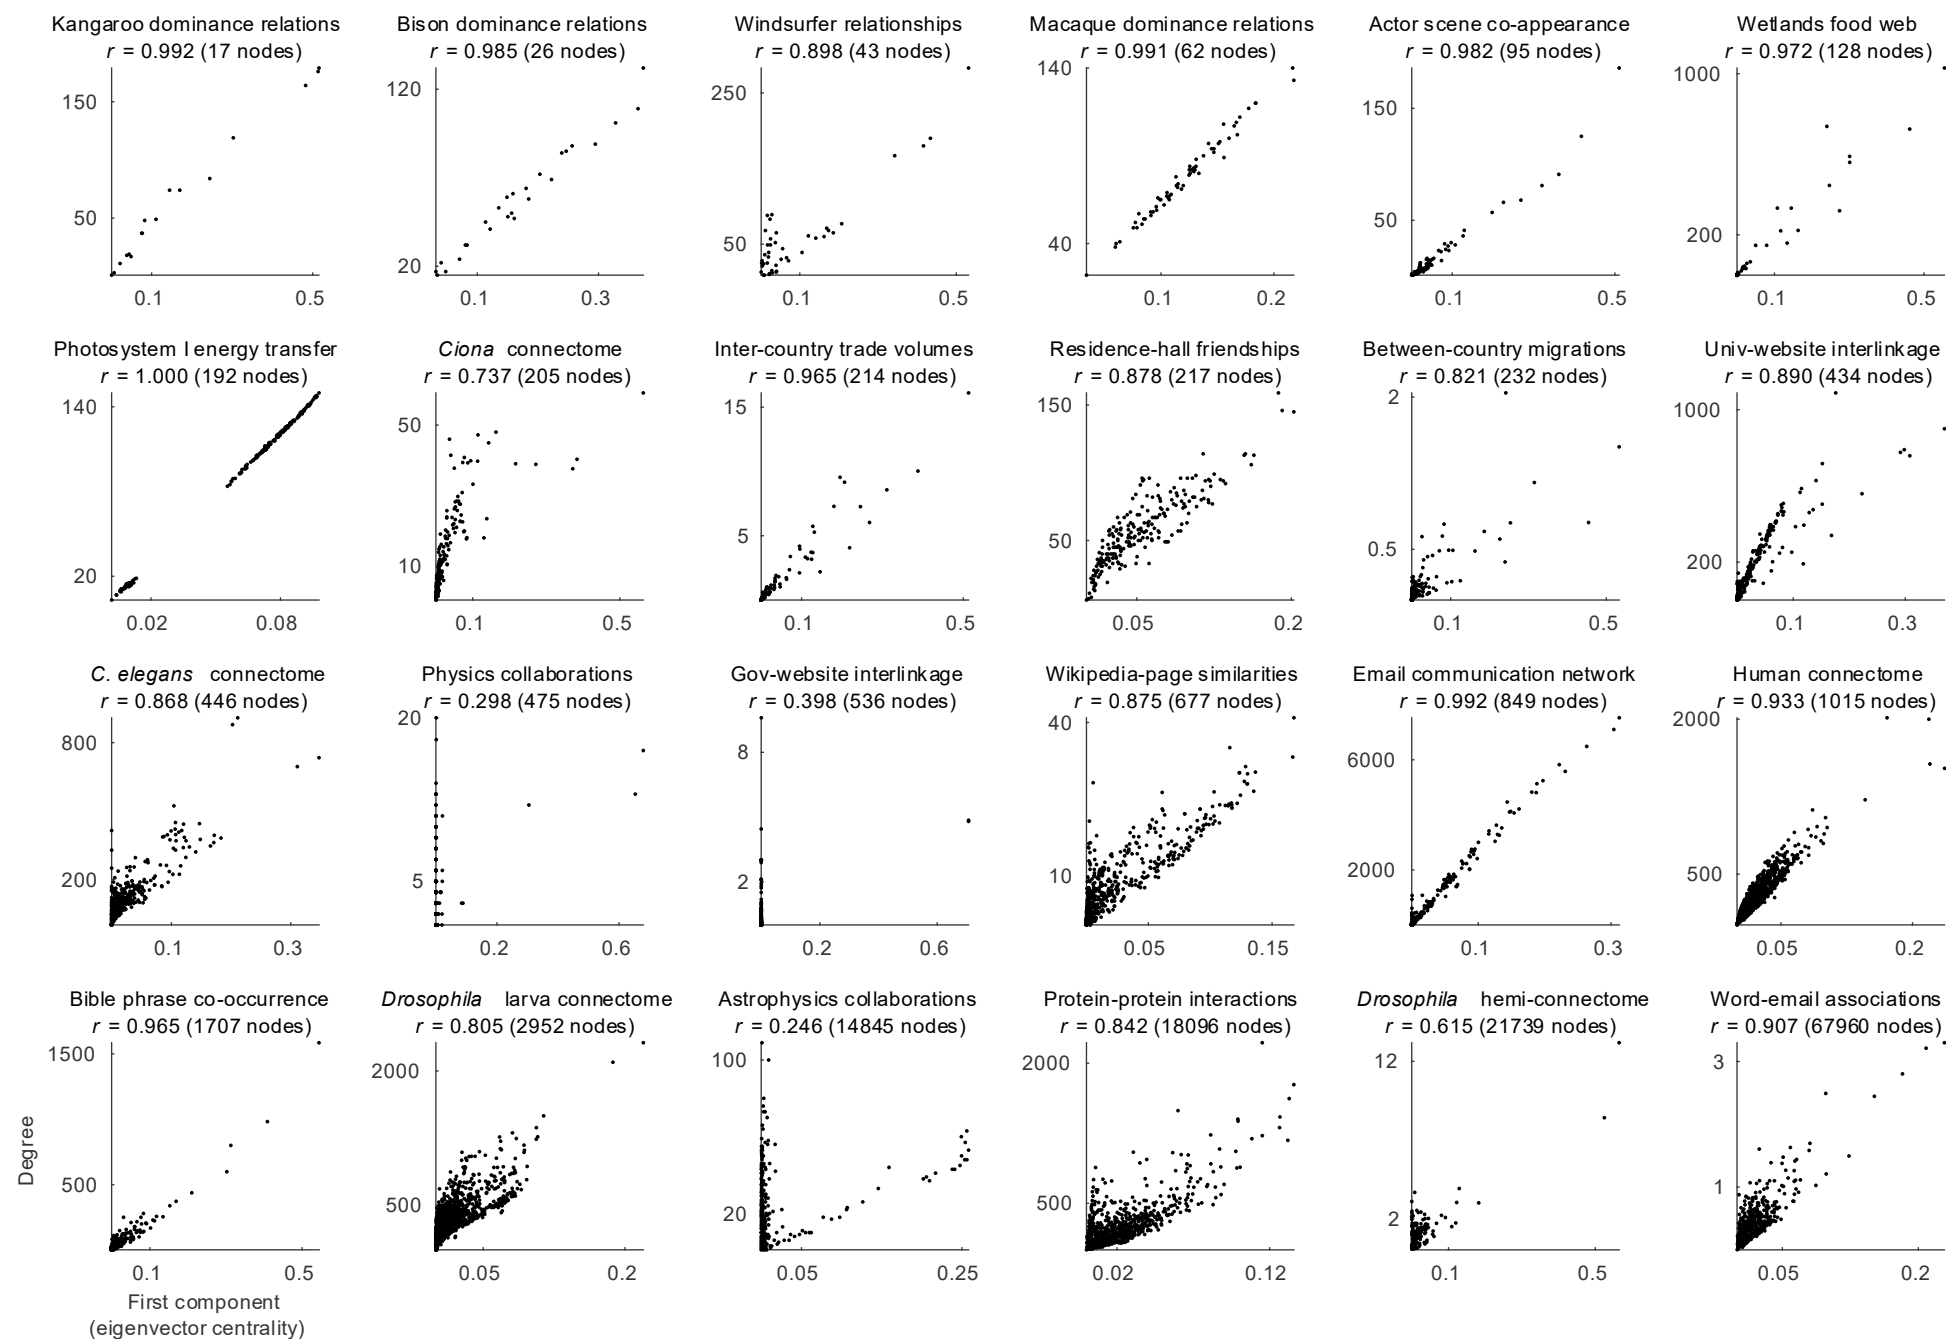 Kangaroo dominance relations
r = 0.992 (17 nodes)
150
50
0.1 0.5
Bison dominance relations
r = 0.985 (26 nodes)
120
20
0.1 0.3
Windsurfer relationships
r = 0.898 (43 nodes)
250
50
0.1 0.5
Macaque dominance relations
r = 0.991 (62 nodes)
140
40
0.1 0.2
Actor scene co-appearance
r = 0.982 (95 nodes)
150
50
0.1 0.5
Wetlands food web
r = 0.972 (128 nodes)
1000
200
0.1 0.5
Photosystem I energy transfer
r = 1.000 (192 nodes)
140
20
0.02 0.08
Ciona connectome
r = 0.737 (205 nodes)
50
10
0.1 0.5
Inter-country trade volumes
r = 0.965 (214 nodes)
15
5
0.1 0.5
Residence-hall friendships
r = 0.878 (217 nodes)
150
50
0.05 0.2
Between-country migrations
r = 0.821 (232 nodes)
2
0.5
0.1 0.5
Univ-website interlinkage
r = 0.890 (434 nodes)
1000
200
0.1 0.3
C. elegans connectome
r = 0.868 (446 nodes)
800
200
0.1 0.3
Physics collaborations
r = 0.298 (475 nodes)
20
5
0.2 0.6
Gov-website interlinkage
r = 0.398 (536 nodes)
8
2
0.2 0.6
Wikipedia-page similarities
r = 0.875 (677 nodes)
40
10
0.05 0.15
Email communication network
r = 0.992 (849 nodes)
6000
2000
0.1 0.3
Human connectome
r = 0.933 (1015 nodes)
2000
500
0.05 0.2
Bible phrase co-occurrence
r = 0.965 (1707 nodes)
1500
500
0.1 0.5
Degree
First component
(eigenvector centrality)
Drosophila larva connectome
r = 0.805 (2952 nodes)
2000
500
0.05 0.2
Astrophysics collaborations
r = 0.246 (14845 nodes)
100
20
0.05 0.25
Protein-protein interactions
r = 0.842 (18096 nodes)
2000
500
0.02 0.12
Drosophila hemi-connectome
r = 0.615 (21739 nodes)
12
2
0.1 0.5
Word-email associations
r = 0.907 (67960 nodes)
3
1
0.05 0.2